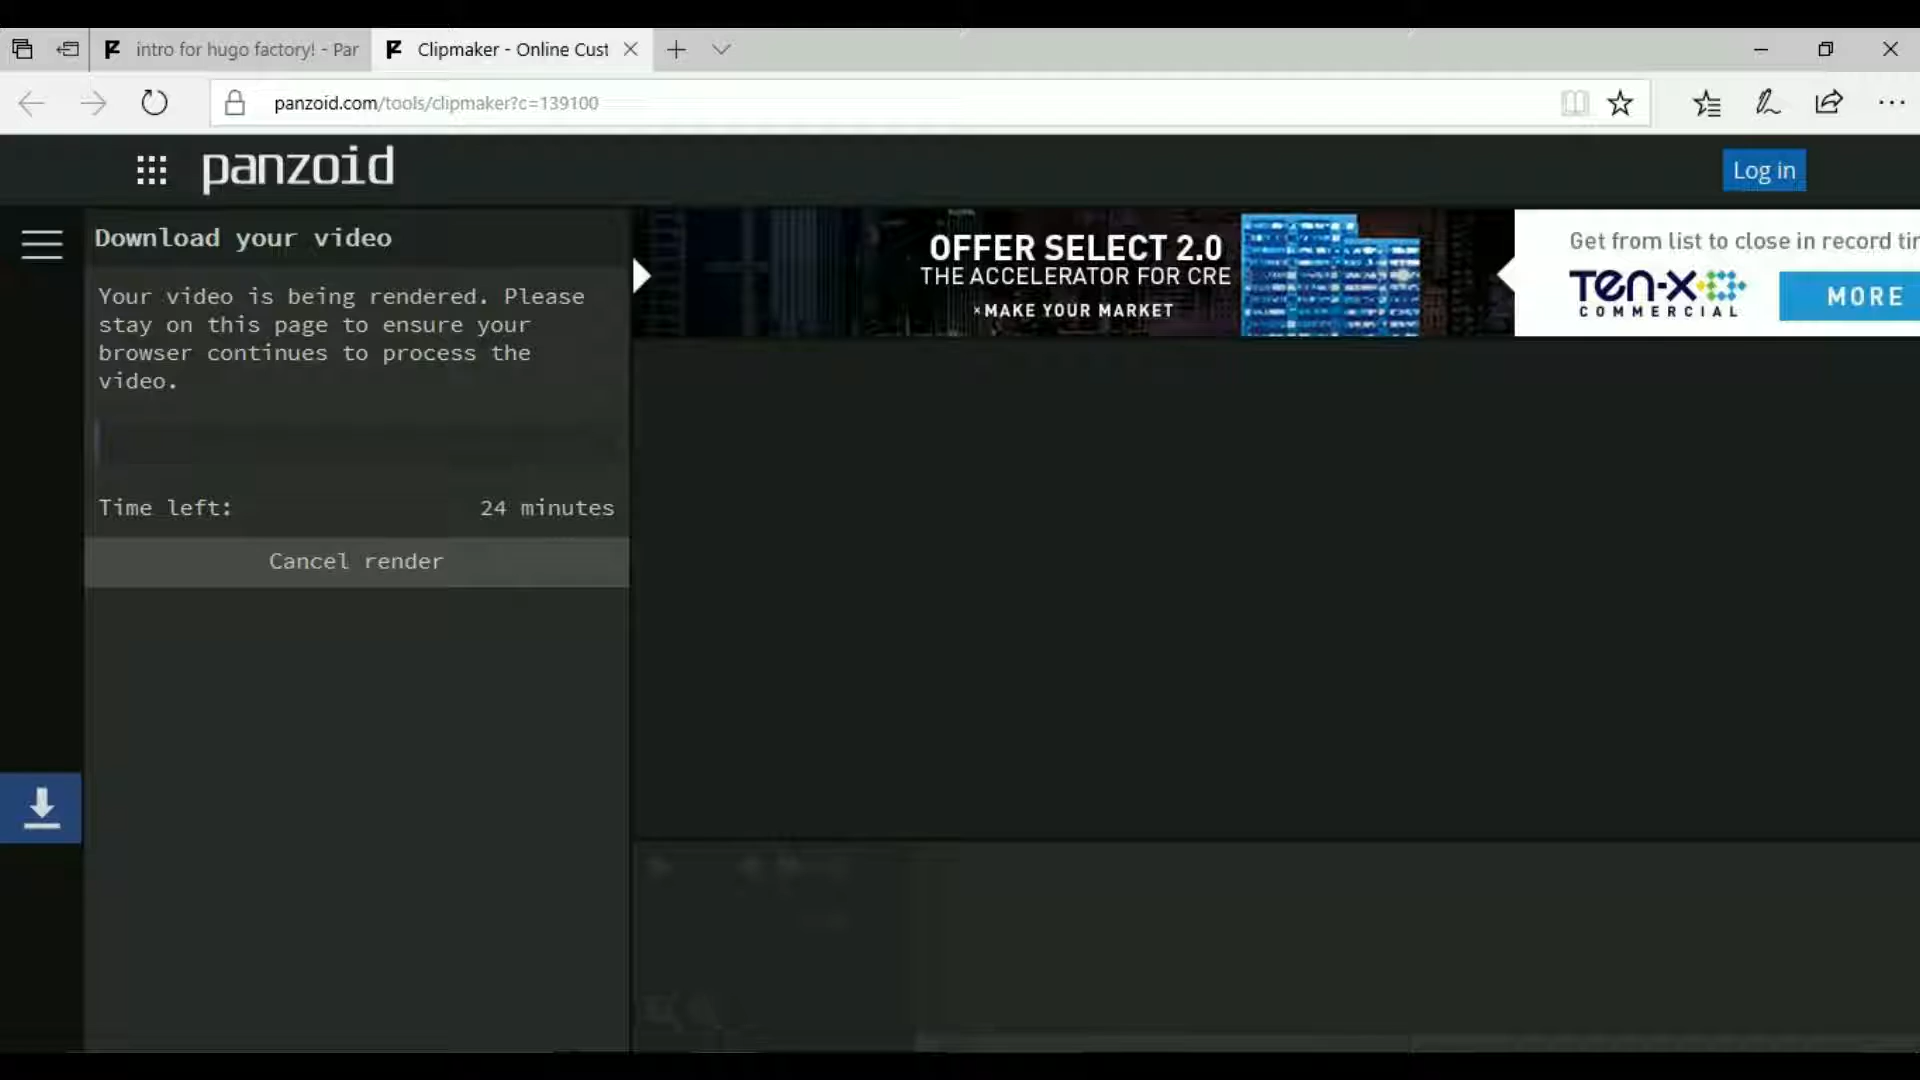 intro for hugo factory! - Par
Clipmaker - Online Cust
panzoid.com/tools/clipmaker?c=139100
panzoid
Log in
Download your video
Your video is being rendered. Please
stay on this page to ensure your
browser continues to process the
video.
Time left: 24 minutes
Cancel render
OFFER SELECT 2.0
THE ACCELERATOR FOR CRE
×MAKE YOUR MARKET
Get from list to close in record tir
Ten-X
COMMERCIAL
MORE